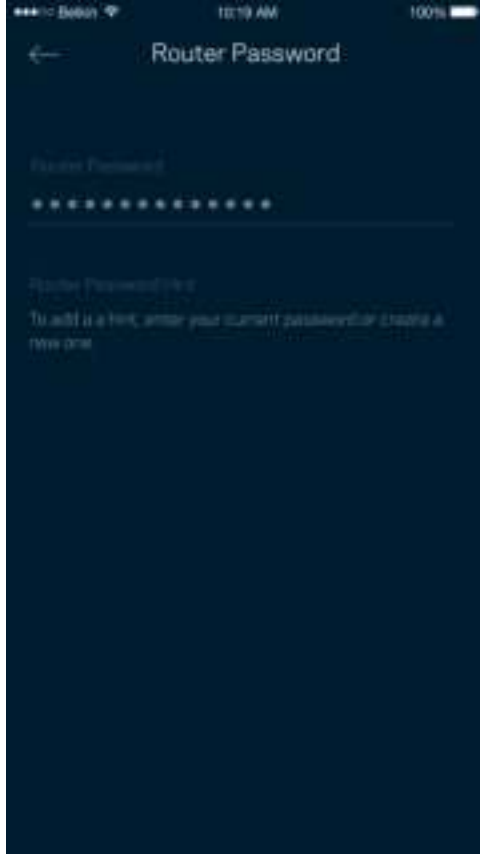 Belkin 10:19 AM 100%
Router Password
Router Password
••••••••••••••
Router Password Hint
To add a a hint, enter your current password or create a
new one